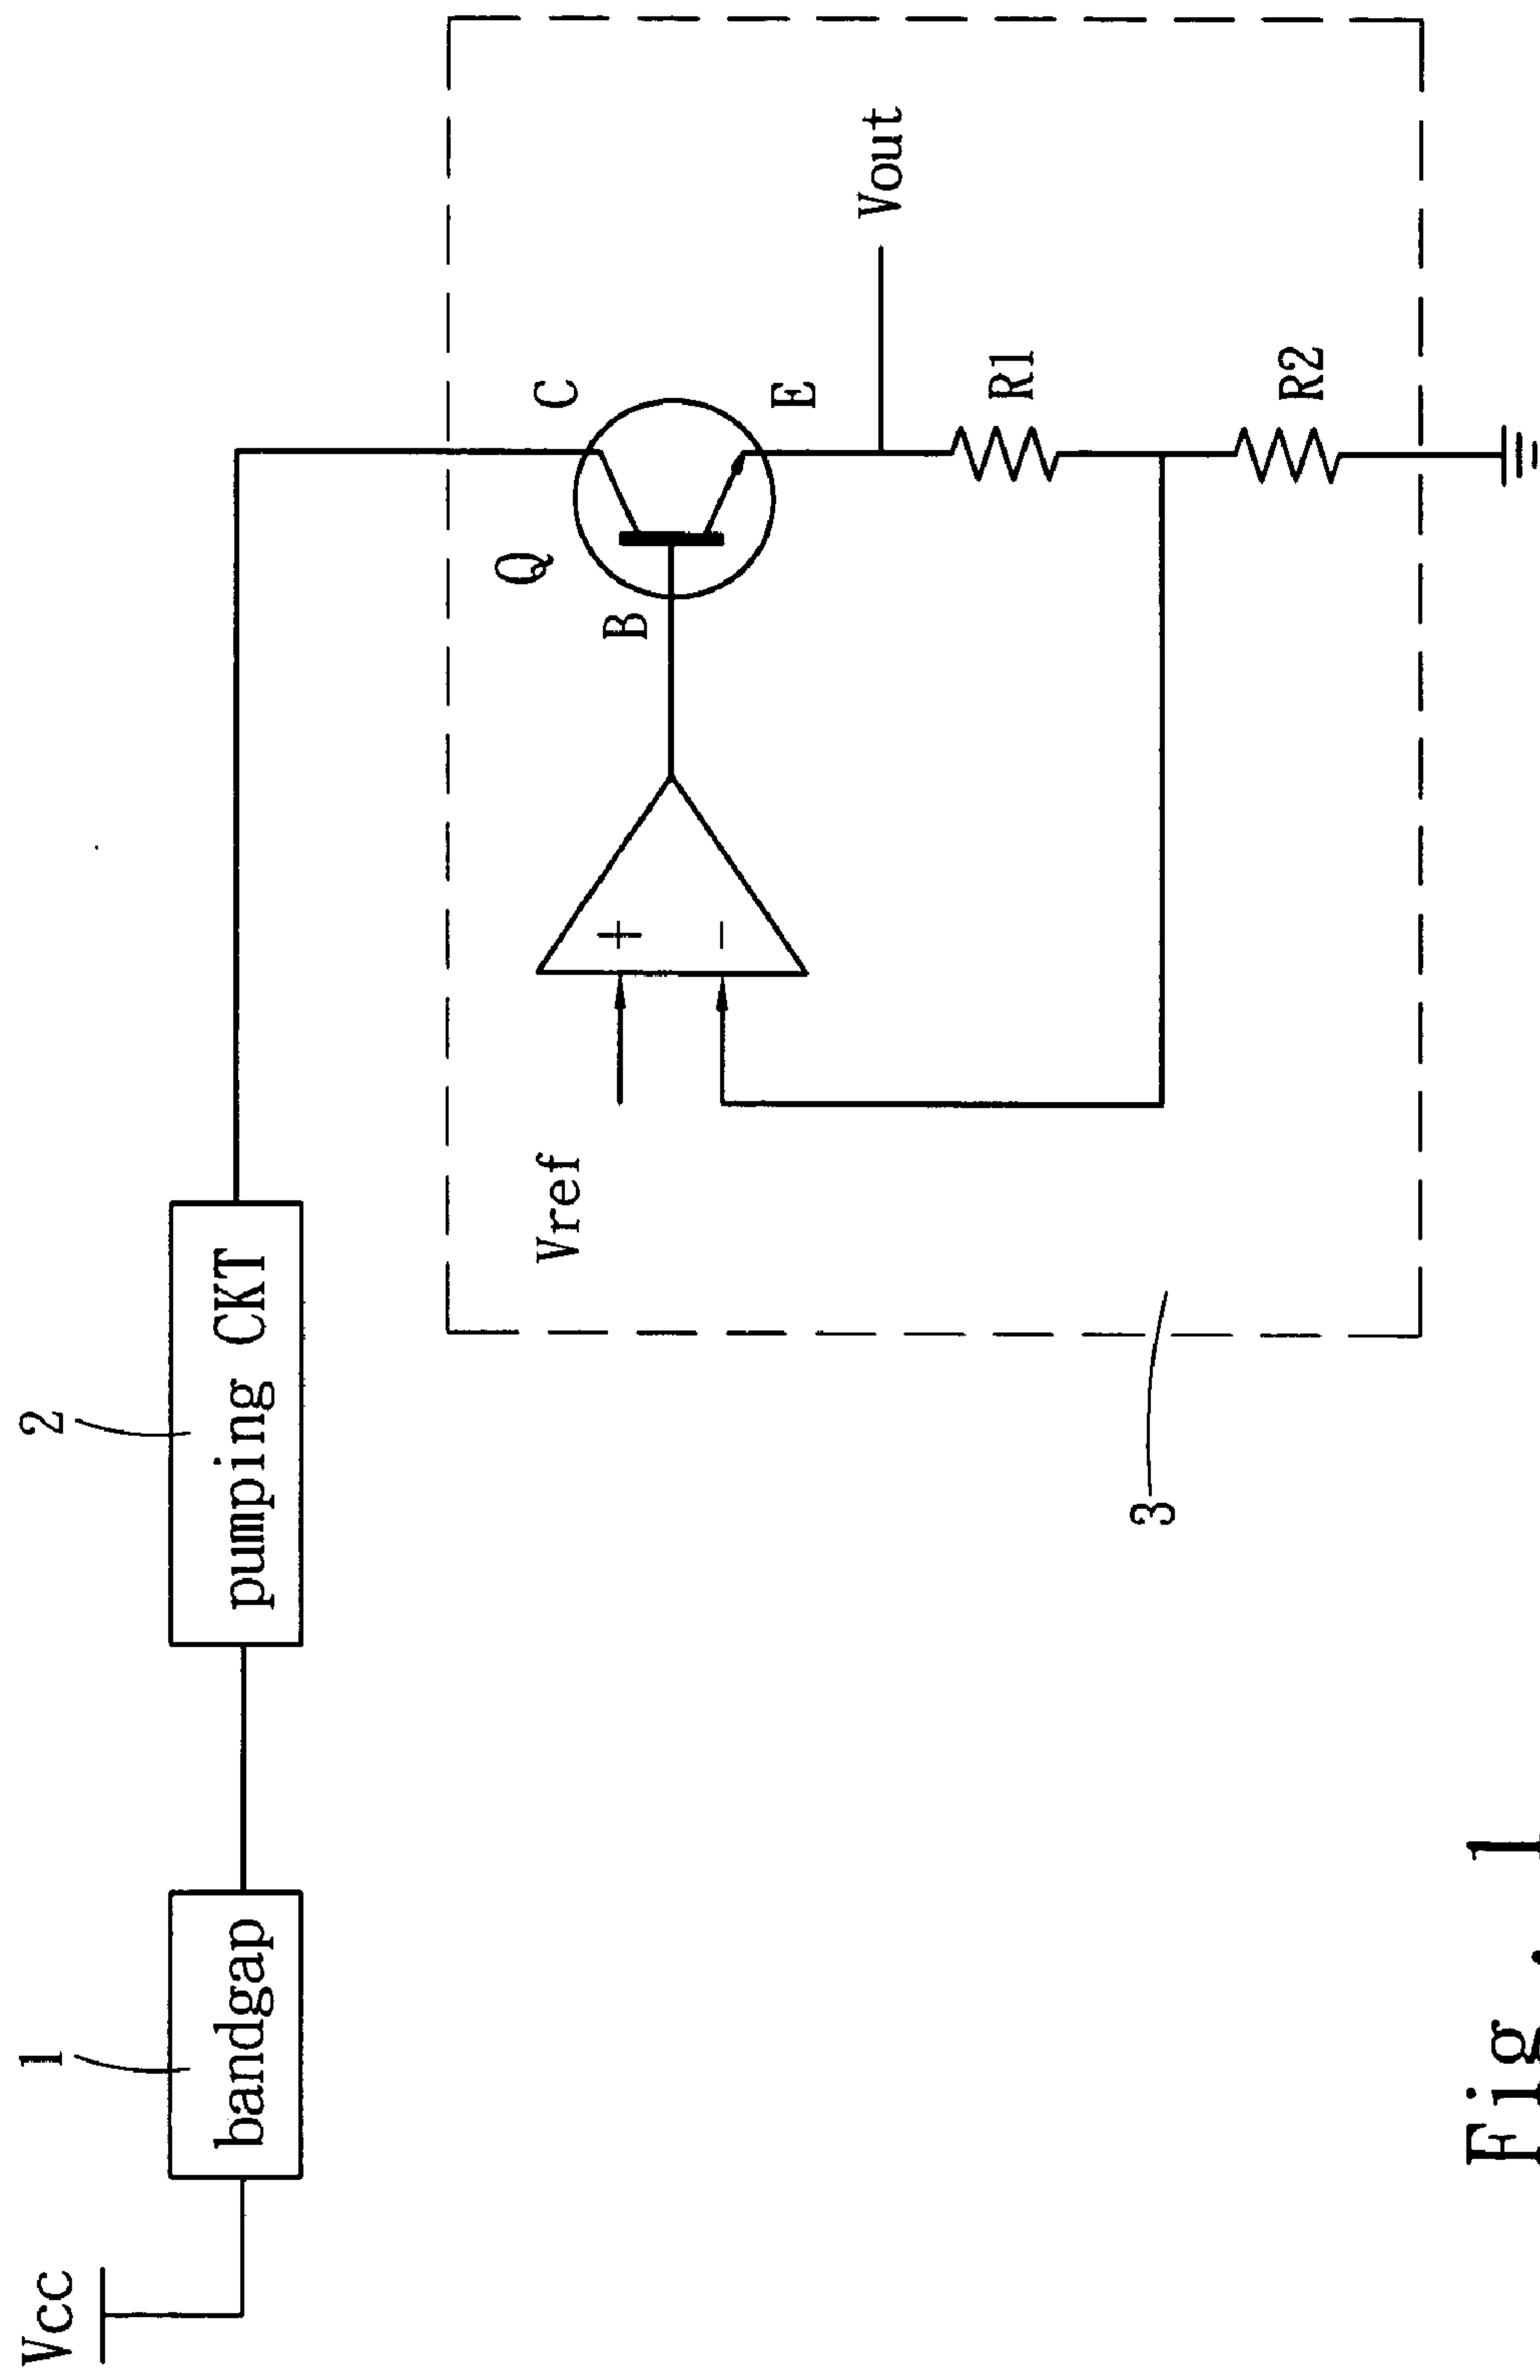 Vcc
1
bandgap
2
pumping CKT
Vref
+
-
Q
B
C
E
Vout
R1
R2
3
Fig. 1